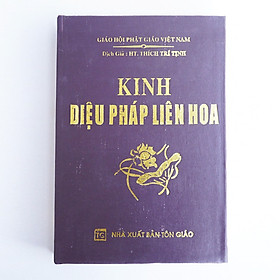 GIÁO HỘI PHẬT GIÁO VIỆT NAM
Dịch Giả : HT. THÍCH TRÍ TỊNH
KINH
DIỆU PHÁP LIÊN HOA
TG
NHÀ XUẤT BẢN TÔN GIÁO